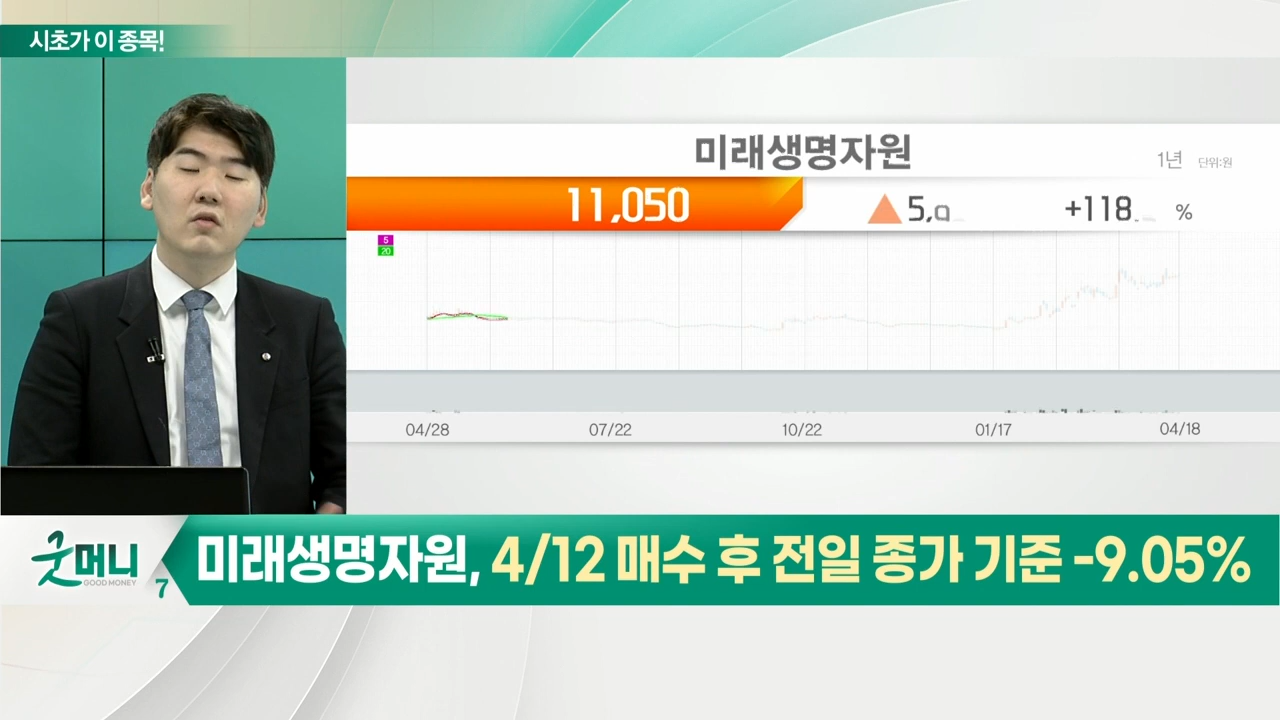 시초가 이 종목!
미래생명자원
1년 단위:원
11,050
+118. %
5
20
04/28 07/22 10/22 01/17 04/18
굿머니
GOOD MONEY
7
미래생명자원, 4/12 매수 후 전일 종가 기준 -9.05%